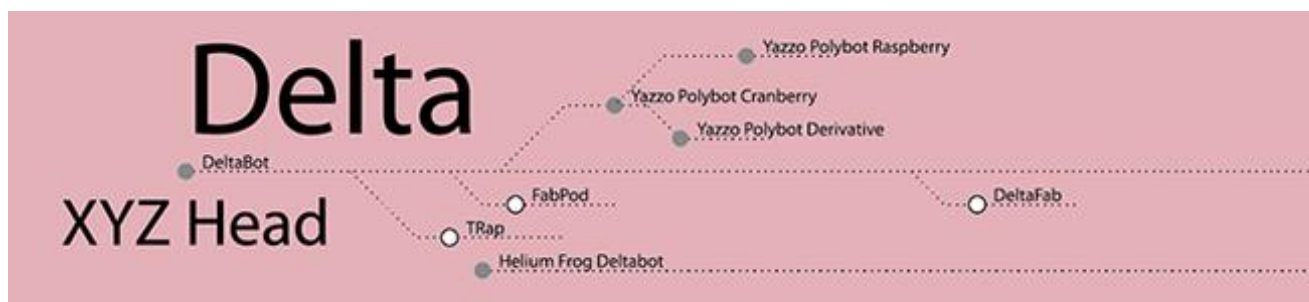 Delta
Yazzo Polybot Raspberry
Yazzo Polybot Cranberry
Yazzo Polybot Derivative
DeltaBot
FabPod
DeltaFab
XYZ Head
TRap
Helium Frog Deltabot